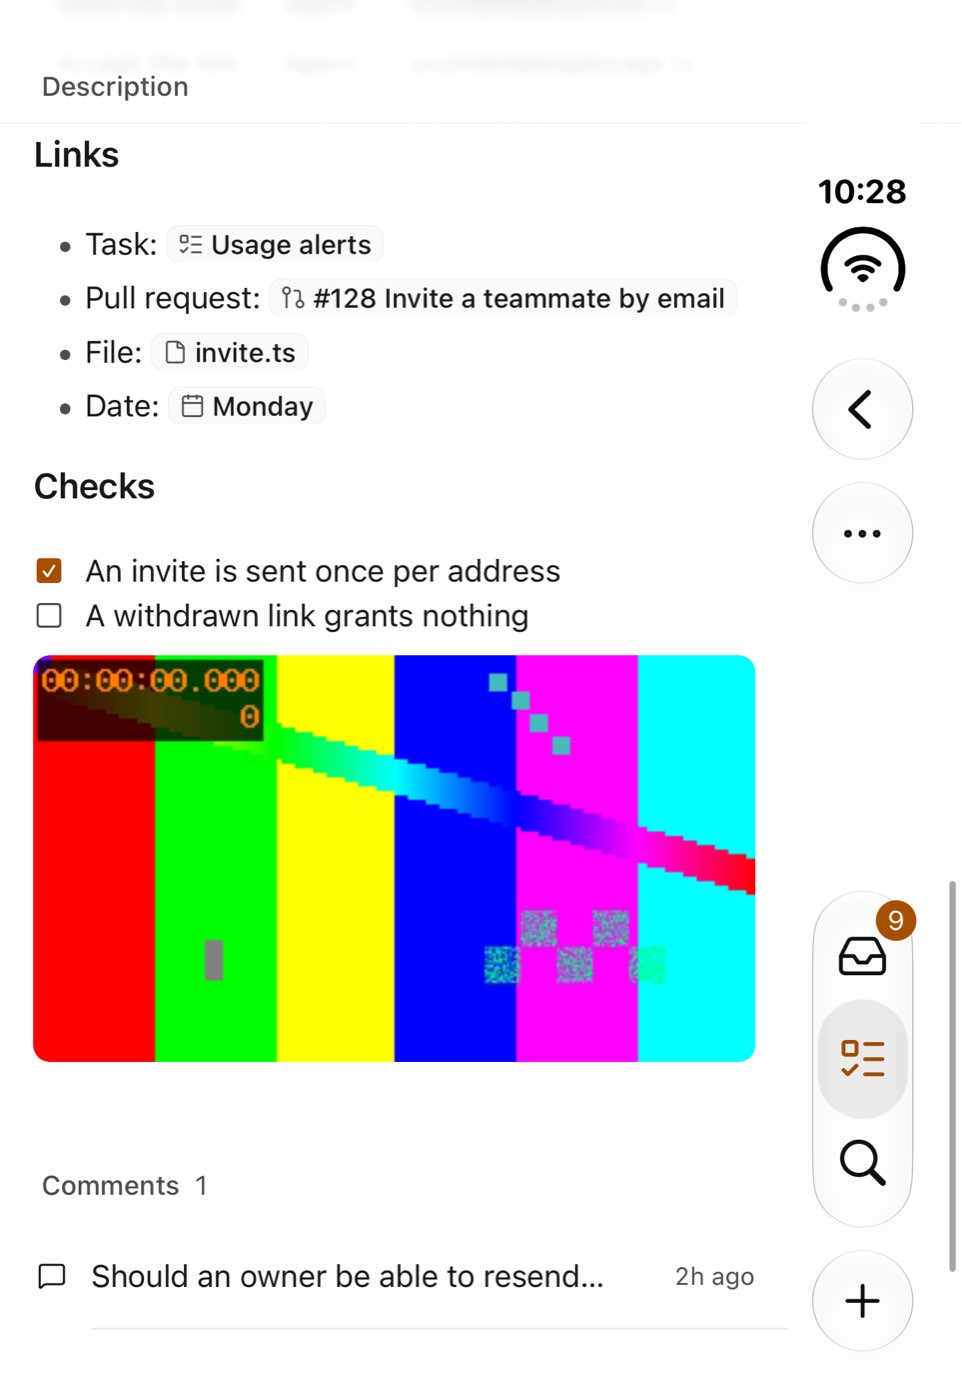 Description
Links
Task: Usage alerts
Pull request: #128 Invite a teammate by email
File: invite.ts
Date: Monday
Checks
An invite is sent once per address
A withdrawn link grants nothing
00:00:00.000
0
Comments 1
Should an owner be able to resend...
2h ago
10:28
9